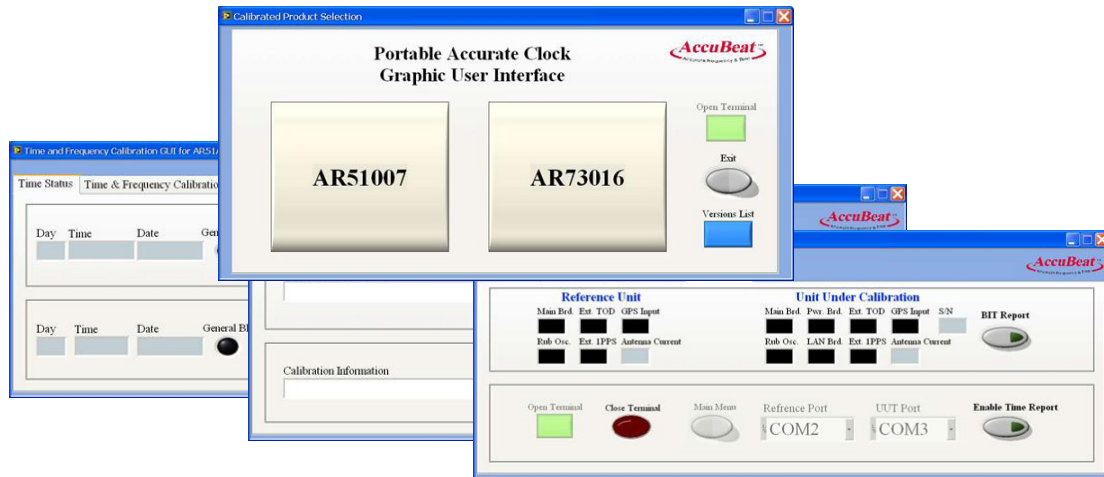 Calibrated Product Selection
Portable Accurate Clock
Graphic User Interface
AccuBeat
Accurate Frequency & Time
Open Terminal
AR51007
AR73016
Exit
Versions List
Time and Frequency Calibration GUI for AR51
Time Status
Time & Frequency Calibratio
Day Time Date Gen
Day Time Date General BI
Calibration Information
AccuBeat
AccuBeat
Reference Unit
Main Brd. Ext. TOD GPS Input
Rub Osc. Ext. 1PPS Antenna Current
Unit Under Calibration
Main Brd. Pwr. Brd. Ext. TOD GPS Input S/N
Rub Osc. LAN Brd. Ext. 1PPS Antenna Current
BIT Report
Open Terminal Close Terminal Main Menu Refrence Port UUT Port Enable Time Report
COM2 COM3